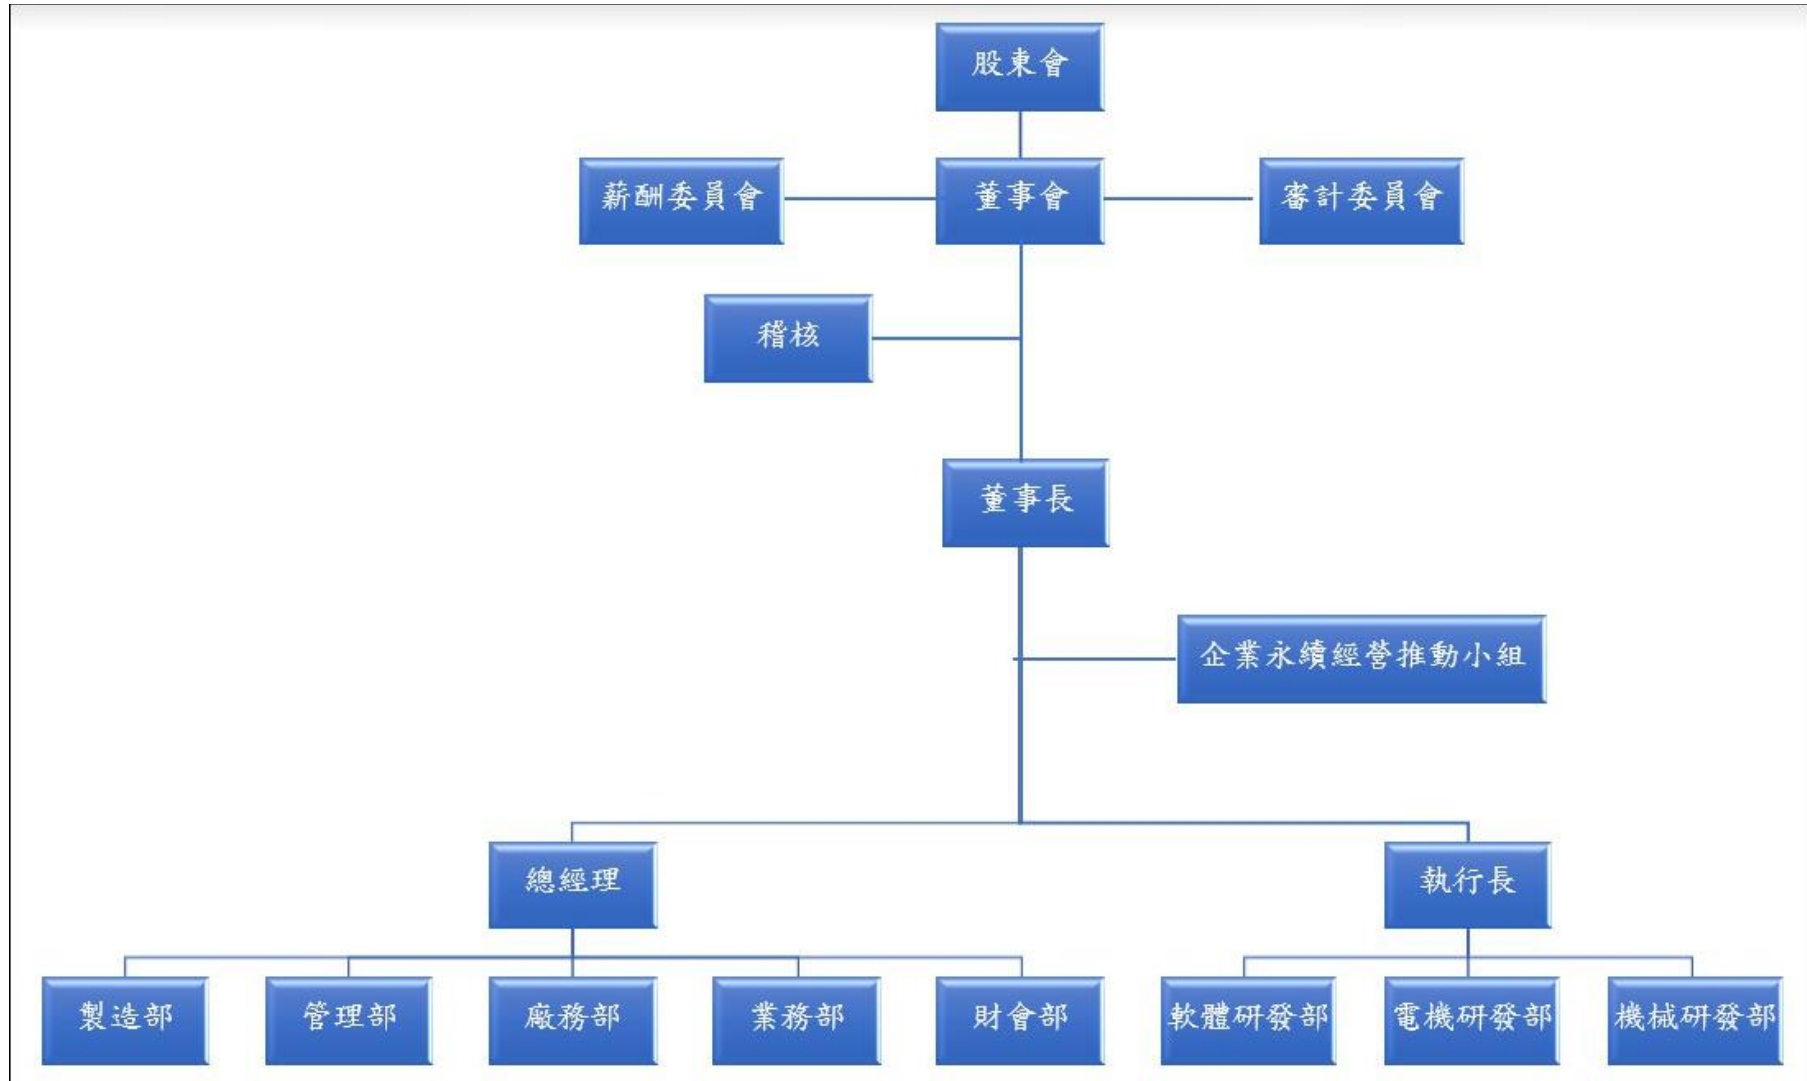 股東會
薪酬委員會
董事會
審計委員會
稽核
董事長
企業永續經營推動小組
總經理
執行長
製造部
管理部
廠務部
業務部
財會部
軟體研發部
電機研發部
機械研發部